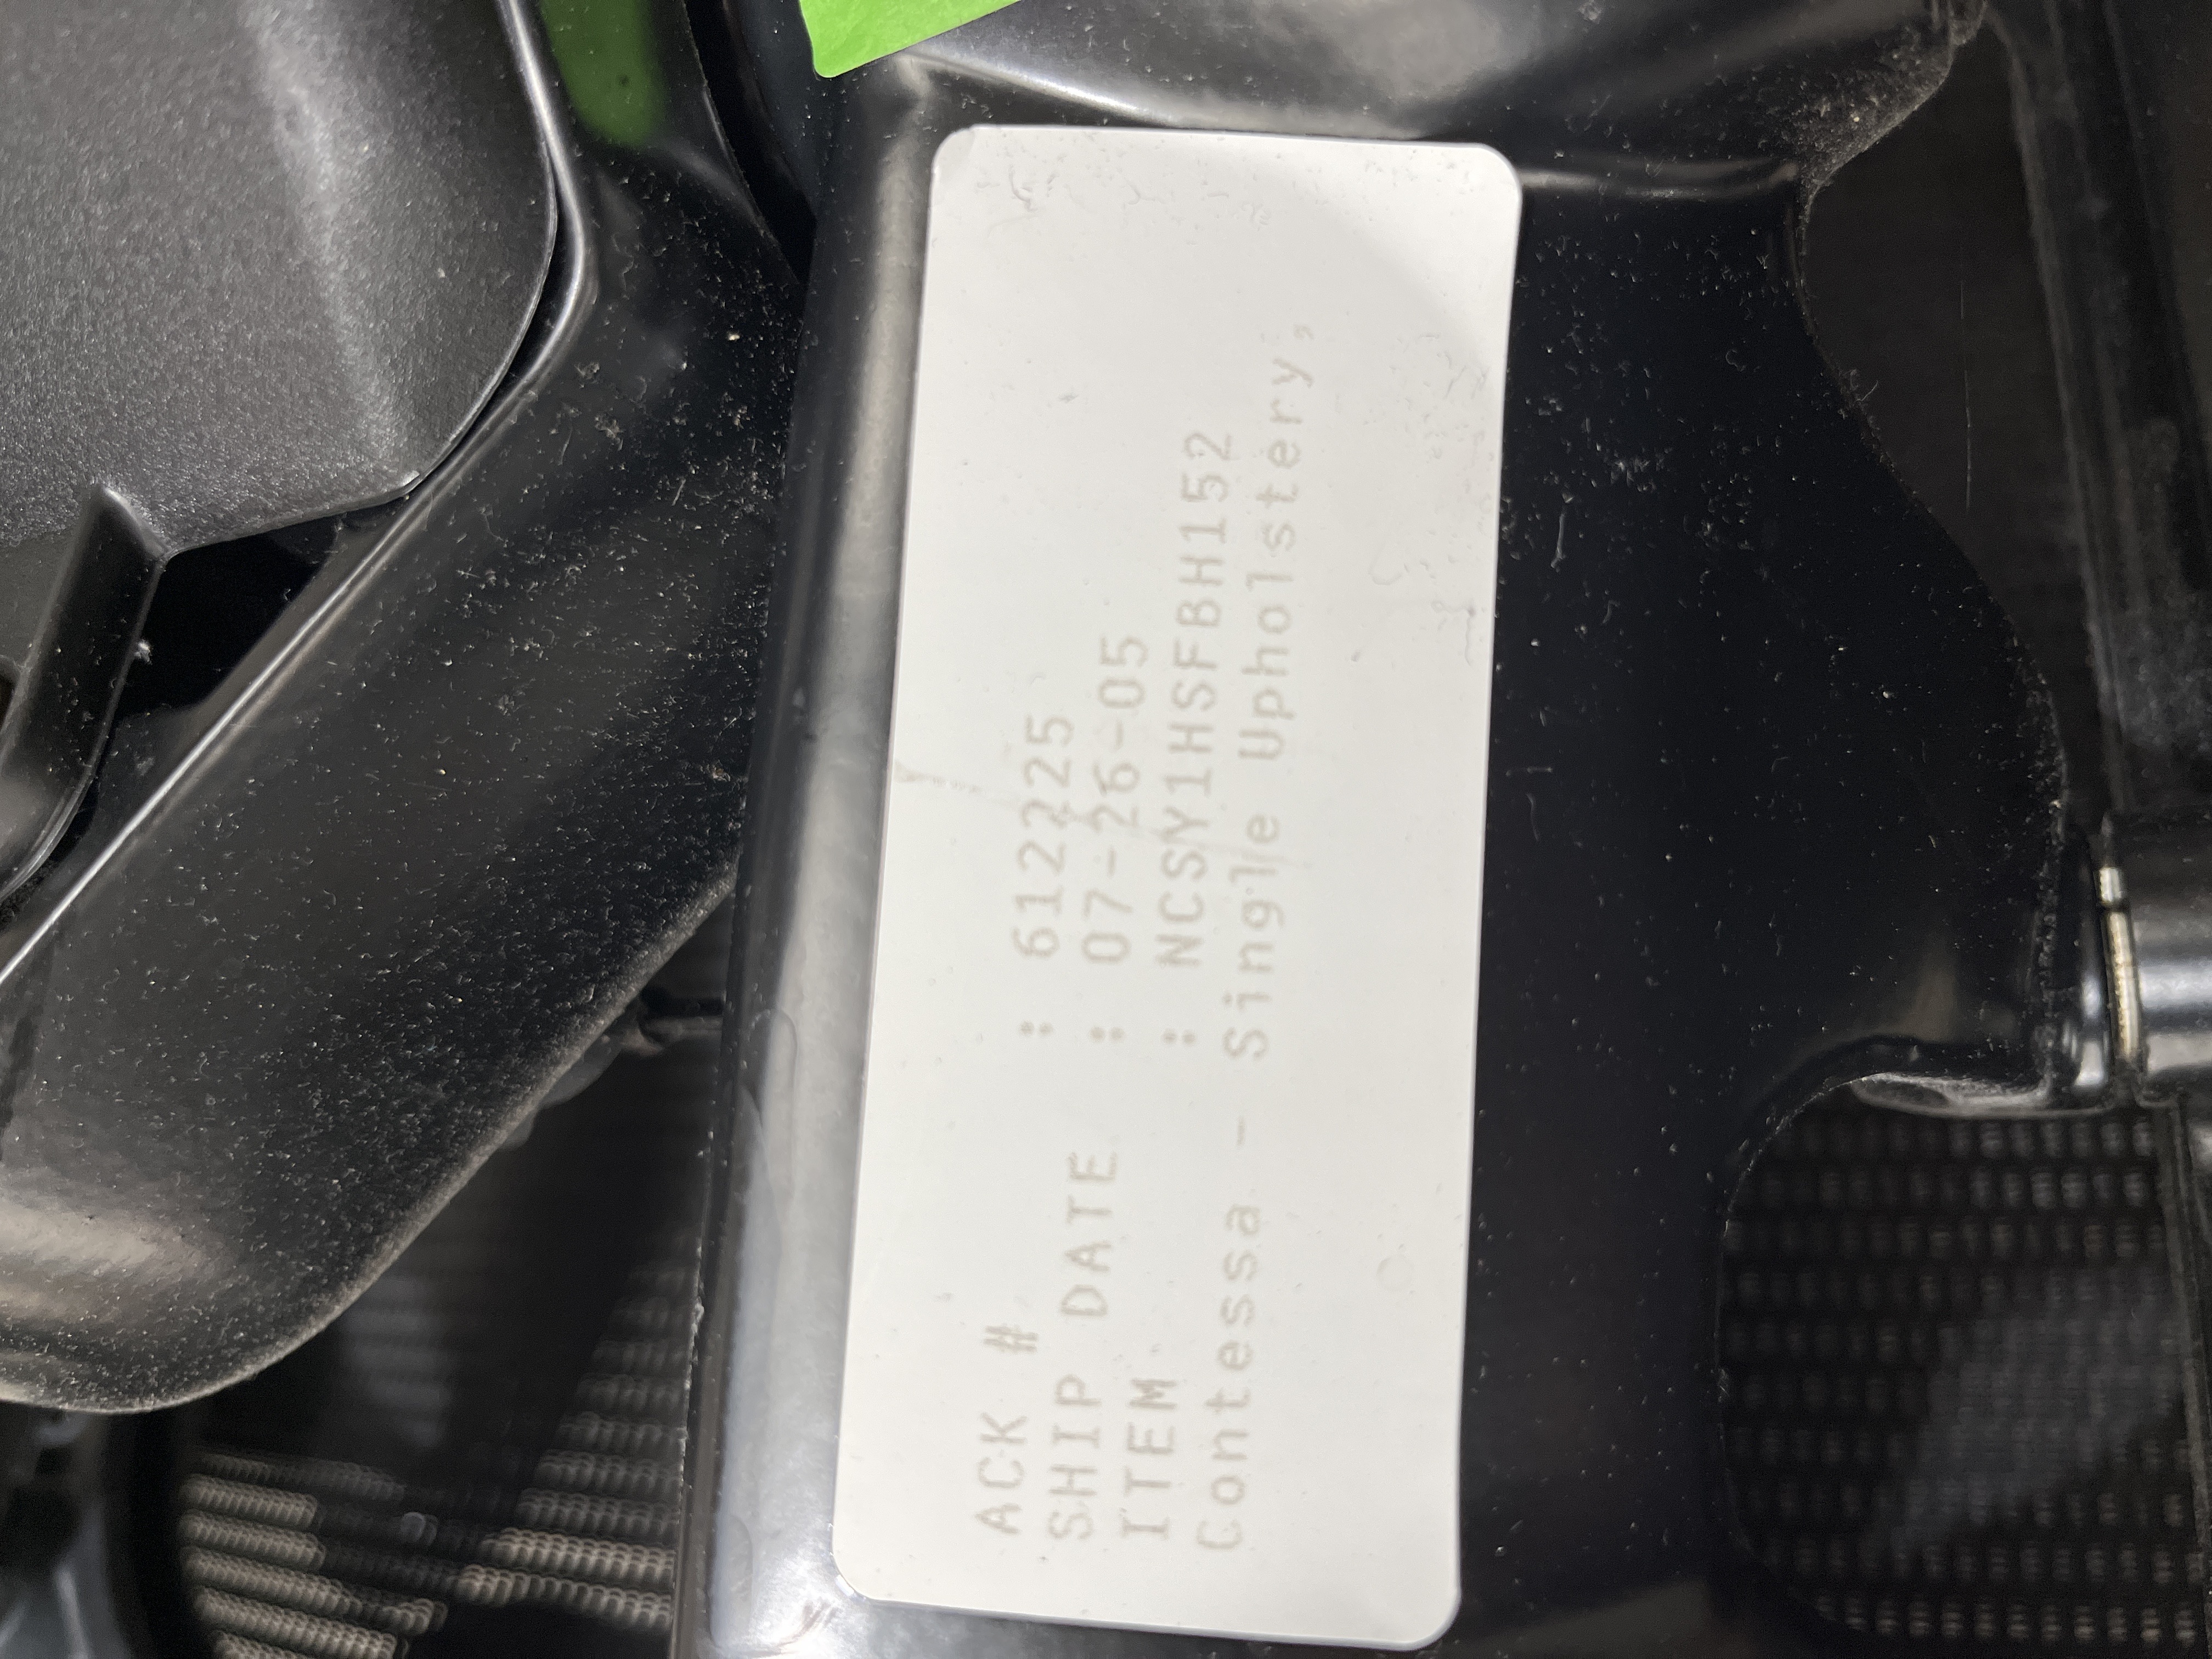 ACK # : 612225
SHIP DATE : 07-26-05
ITEM : NCSY1HSFBH152
Contessa - Single Upholstery,